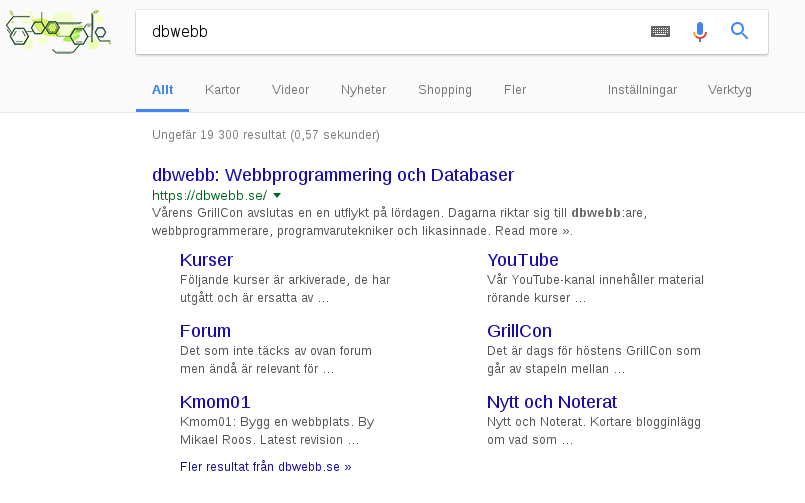 Google
dbwebb
Allt Kartor Videor Nyheter Shopping Fler Inställningar Verktyg
Ungefär 19 300 resultat (0,57 sekunder)
dbwebb: Webbprogrammering och Databaser
https://dbwebb.se/
Vårens GrillCon avslutas en en utflykt på lördagen. Dagarna riktar sig till dbwebb:are,
webbprogrammerare, programvarutekniker och likasinnade. Read more ».
Kurser
Följande kurser är arkiverade, de har
utgått och är ersatta av ...
YouTube
Vår YouTube-kanal innehåller material
rörande kurser ...
Forum
Det som inte täcks av ovan forum
men ändå är relevant för ...
GrillCon
Det är dags för höstens GrillCon som
går av stapeln mellan ...
Kmom01
Kmom01: Bygg en webbplats. By
Mikael Roos. Latest revision ...
Nytt och Noterat
Nytt och Noterat. Kortare blogginlägg
om vad som ...
Fler resultat från dbwebb.se »